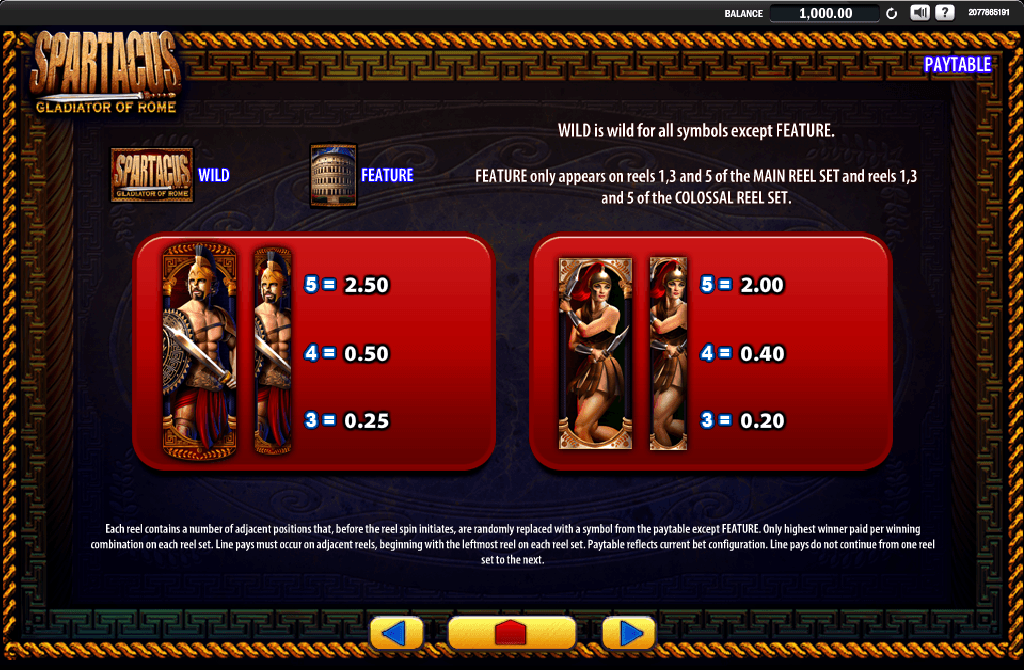 BALANCE 1,000.00 ? 2077865191
SPARTACUS
GLADIATOR OF ROME
PAYTABLE
WILD is wild for all symbols except FEATURE.
SPARTACUS
GLADIATOR OF ROME
WILD
FEATURE
FEATURE only appears on reels 1,3 and 5 of the MAIN REEL SET and reels 1,3
and 5 of the COLOSSAL REEL SET.
5 = 2.50
4 = 0.50
3 = 0.25
5 = 2.00
4 = 0.40
3 = 0.20
Each reel contains a number of adjacent positions that, before the reel spin initiates, are randomly replaced with a symbol from the paytable except FEATURE. Only highest winner paid per winning
combination on each reel set. Line pays must occur on adjacent reels, beginning with the leftmost reel on each reel set. Paytable reflects current bet configuration. Line pays do not continue from one reel
set to the next.